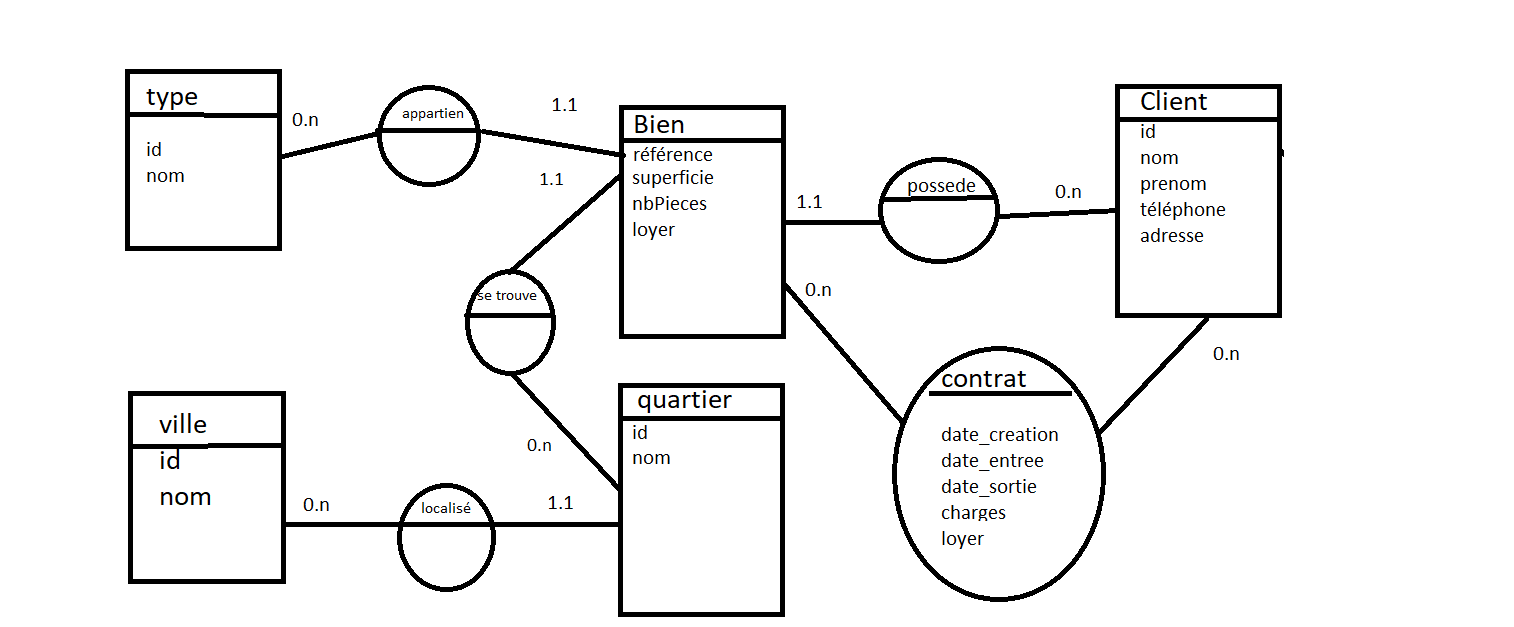 type
id
nom
0.n
appartien
1.1
Bien
référence
superficie
nbPieces
loyer
1.1
se trouve
0.n
1.1
possede
0.n
Client
id
nom
prenom
téléphone
adresse
0.n
0.n
contrat
date_creation
date_entree
date_sortie
charges
loyer
ville
id
nom
0.n
localisé
1.1
quartier
id
nom